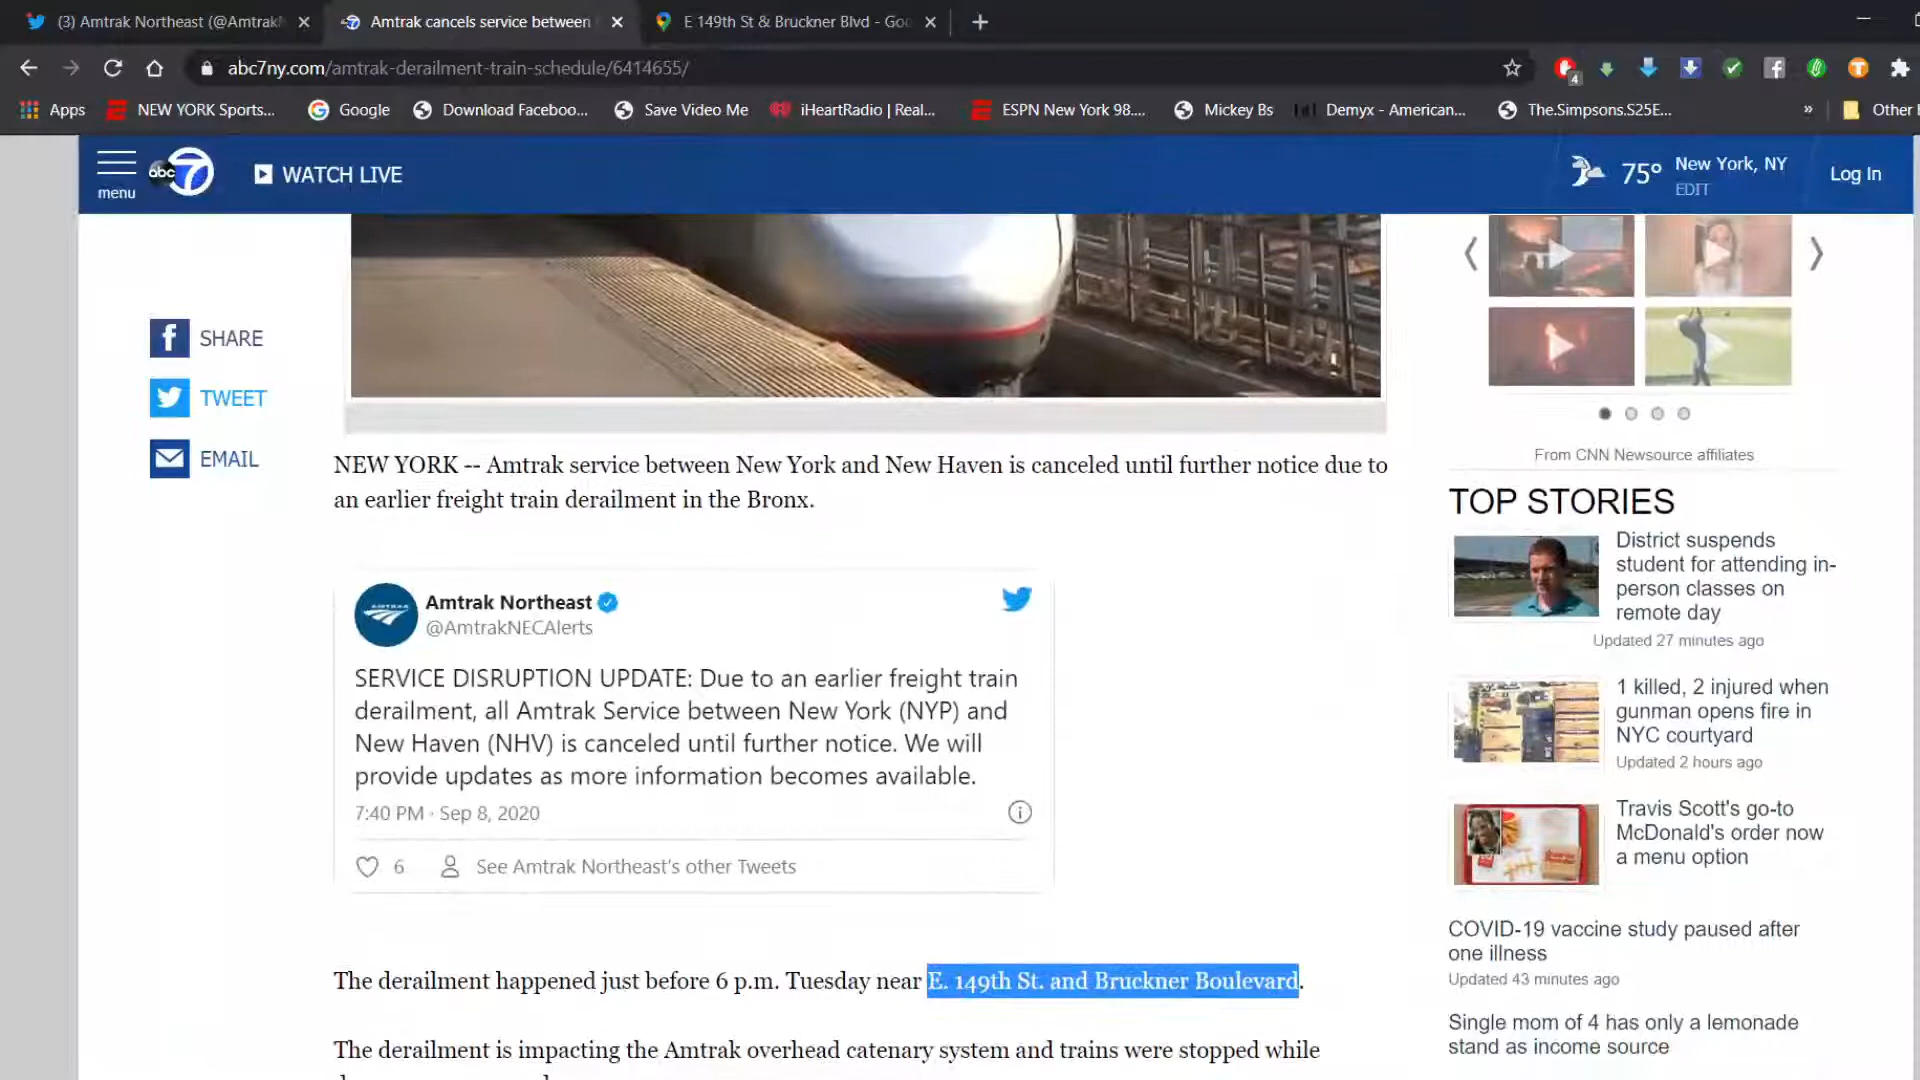 (3) Amtrak Northeast (@Amtrak
Amtrak cancels service between
E 149th St & Bruckner Blvd - Goo
abc7ny.com/amtrak-derailment-train-schedule/6414655/
4
Apps
NEW YORK Sports...
Google
Download Faceboo...
Save Video Me
iHeartRadio | Real...
ESPN New York 98....
Mickey Bs
Demyx - American...
The.Simpsons.S25E...
»
Other
menu
abc 7
WATCH LIVE
75°
New York, NY
EDIT
Log In
SHARE
TWEET
EMAIL
NEW YORK -- Amtrak service between New York and New Haven is canceled until further notice due to
an earlier freight train derailment in the Bronx.
AMTRAK
Amtrak Northeast
@AmtrakNECAlerts
SERVICE DISRUPTION UPDATE: Due to an earlier freight train
derailment, all Amtrak Service between New York (NYP) and
New Haven (NHV) is canceled until further notice. We will
provide updates as more information becomes available.
7:40 PM · Sep 8, 2020
6
See Amtrak Northeast's other Tweets
The derailment happened just before 6 p.m. Tuesday near E. 149th St. and Bruckner Boulevard.
The derailment is impacting the Amtrak overhead catenary system and trains were stopped while
From CNN Newsource affiliates
TOP STORIES
District suspends
student for attending in-
person classes on
remote day
Updated 27 minutes ago
1 killed, 2 injured when
gunman opens fire in
NYC courtyard
Updated 2 hours ago
Travis Scott's go-to
McDonald's order now
a menu option
COVID-19 vaccine study paused after
one illness
Updated 43 minutes ago
Single mom of 4 has only a lemonade
stand as income source